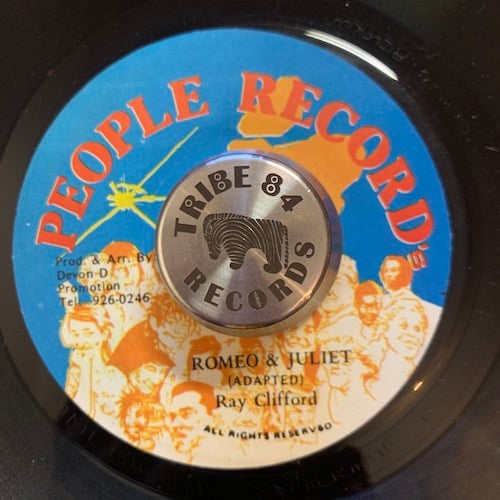 PEOPLE RECORD's
TRIBE 84
RECORDS
Prod. & Arr. By
Devon D
Promotion
Tel: 926-0246
ROMEO & JULIET
(ADAPTED)
Ray Clifford
ALL RIGHTS RESERVBD